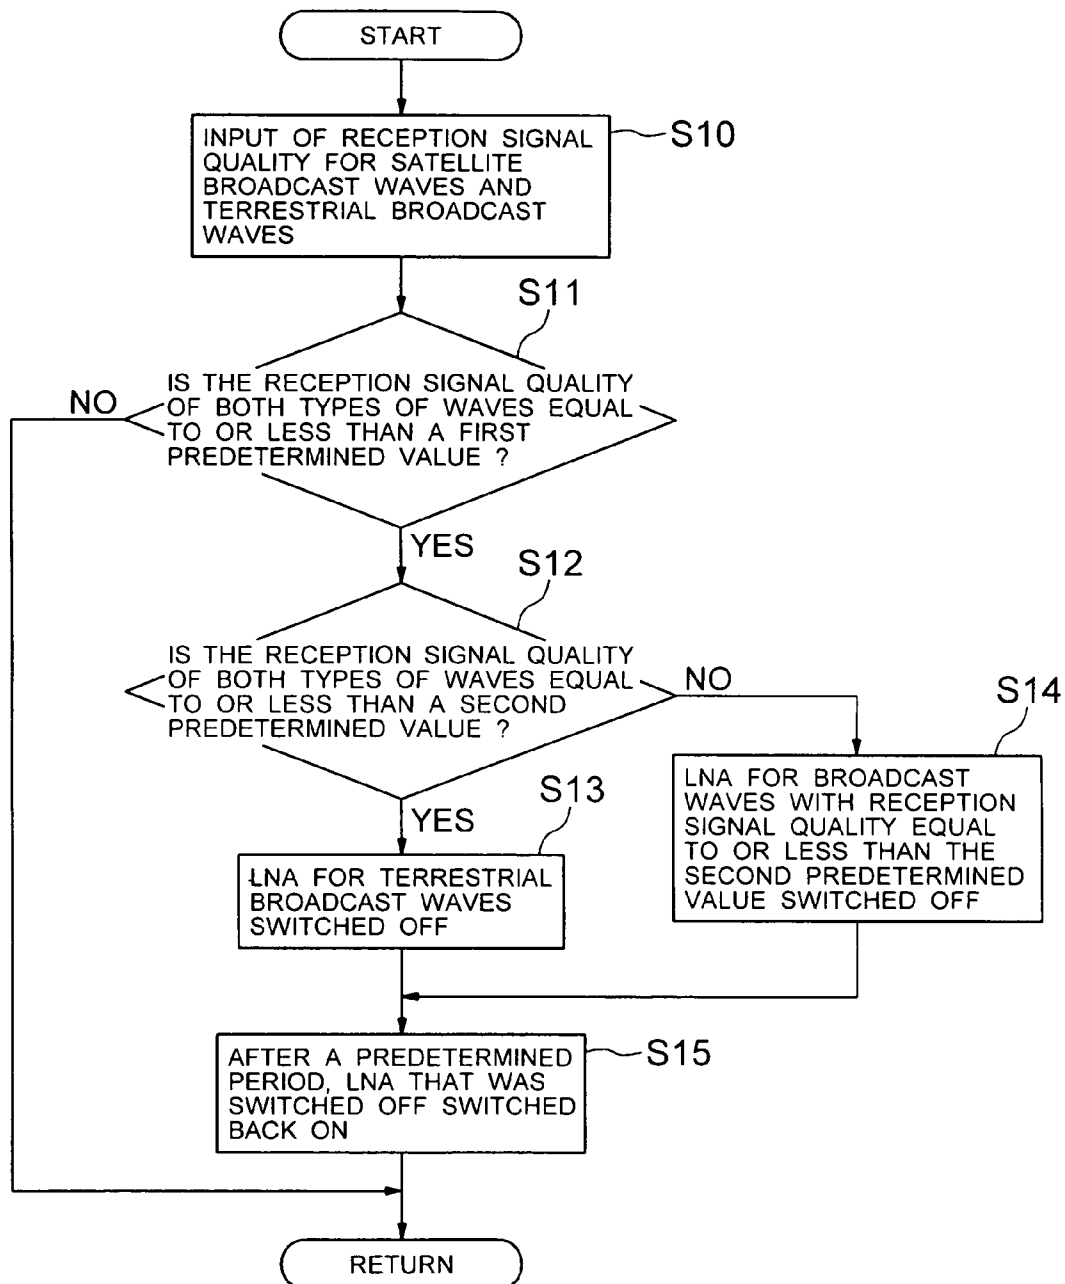 START
INPUT OF RECEPTION SIGNAL
QUALITY FOR SATELLITE
BROADCAST WAVES AND
TERRESTRIAL BROADCAST
WAVES
S10
S11
IS THE RECEPTION SIGNAL QUALITY
OF BOTH TYPES OF WAVES EQUAL
TO OR LESS THAN A FIRST
PREDETERMINED VALUE ?
NO
YES
S12
IS THE RECEPTION SIGNAL QUALITY
OF BOTH TYPES OF WAVES EQUAL
TO OR LESS THAN A SECOND
PREDETERMINED VALUE ?
NO
YES
S13
LNA FOR TERRESTRIAL
BROADCAST WAVES
SWITCHED OFF
S14
LNA FOR BROADCAST
WAVES WITH RECEPTION
SIGNAL QUALITY EQUAL
TO OR LESS THAN THE
SECOND PREDETERMINED
VALUE SWITCHED OFF
AFTER A PREDETERMINED
PERIOD, LNA THAT WAS
SWITCHED OFF SWITCHED
BACK ON
S15
RETURN